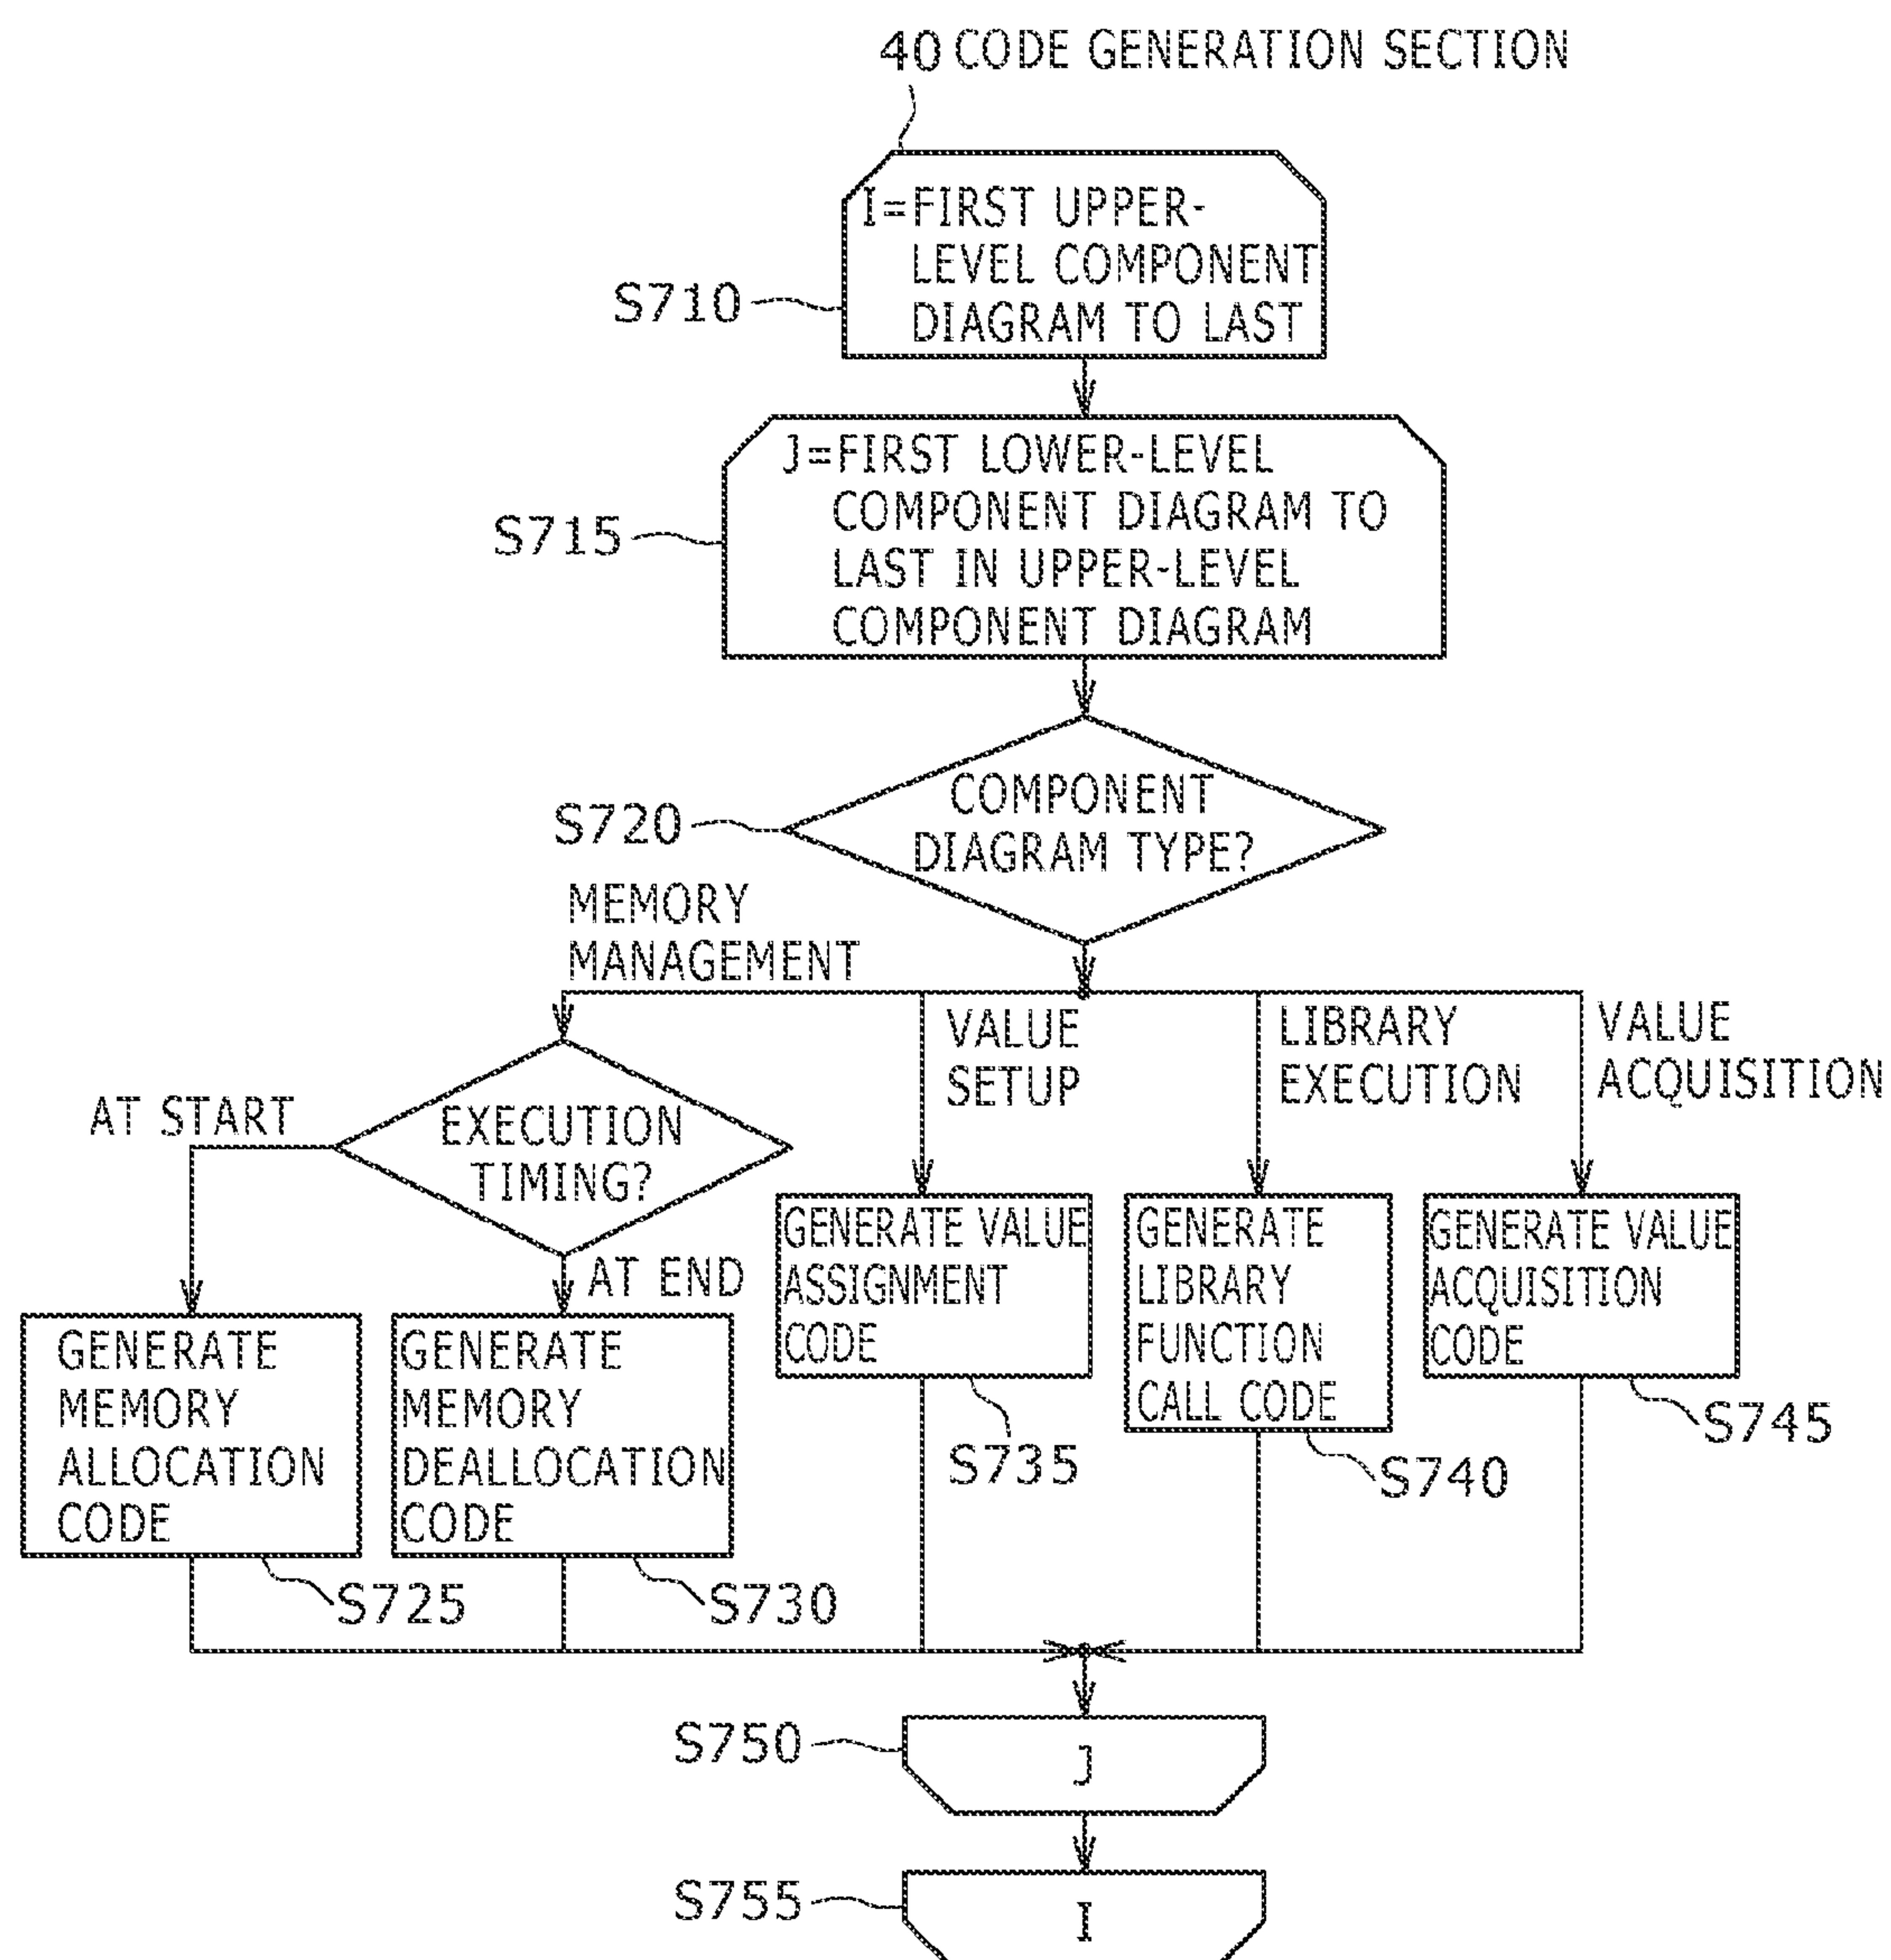 40 CODE GENERATION SECTION
I=FIRST UPPER-
LEVEL COMPONENT
DIAGRAM TO LAST
S710
J=FIRST LOWER-LEVEL
COMPONENT DIAGRAM TO
LAST IN UPPER-LEVEL
COMPONENT DIAGRAM
S715
COMPONENT
DIAGRAM TYPE?
S720
MEMORY
MANAGEMENT
VALUE
SETUP
LIBRARY
EXECUTION
VALUE
ACQUISITION
AT START
EXECUTION
TIMING?
AT END
GENERATE
MEMORY
ALLOCATION
CODE
S725
GENERATE
MEMORY
DEALLOCATION
CODE
S730
GENERATE VALUE
ASSIGNMENT
CODE
S735
GENERATE
LIBRARY
FUNCTION
CALL CODE
S740
GENERATE VALUE
ACQUISITION
CODE
S745
S750
J
S755
I